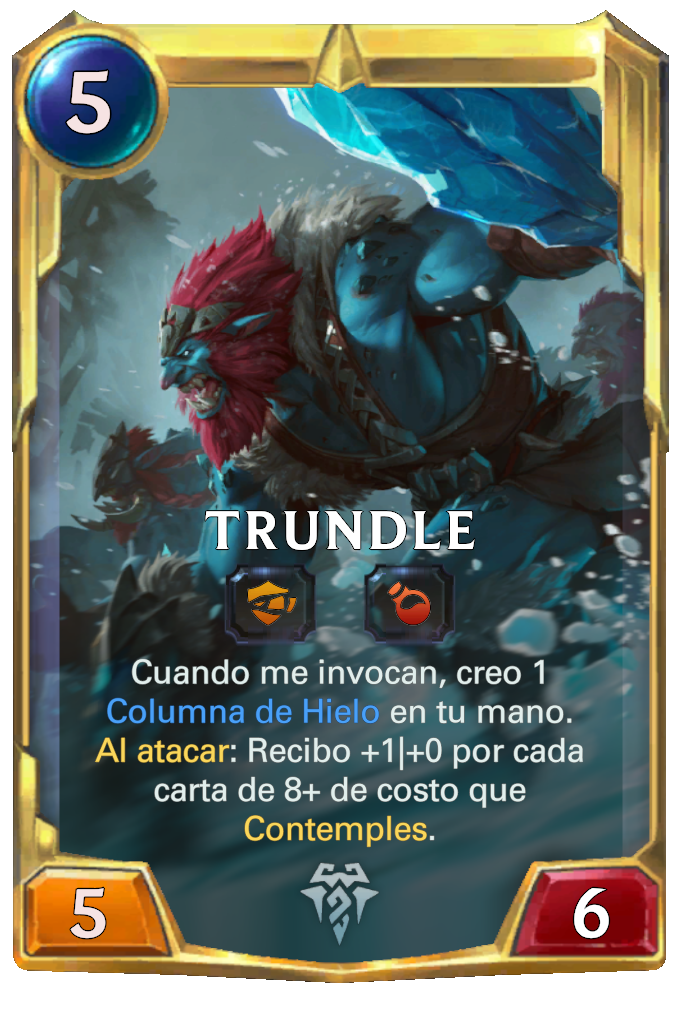 5
TRUNDLE
Cuando me invocan, creo 1
Columna de Hielo en tu mano.
Al atacar: Recibo +1|+0 por cada
carta de 8+ de costo que
Contemples.
5
6